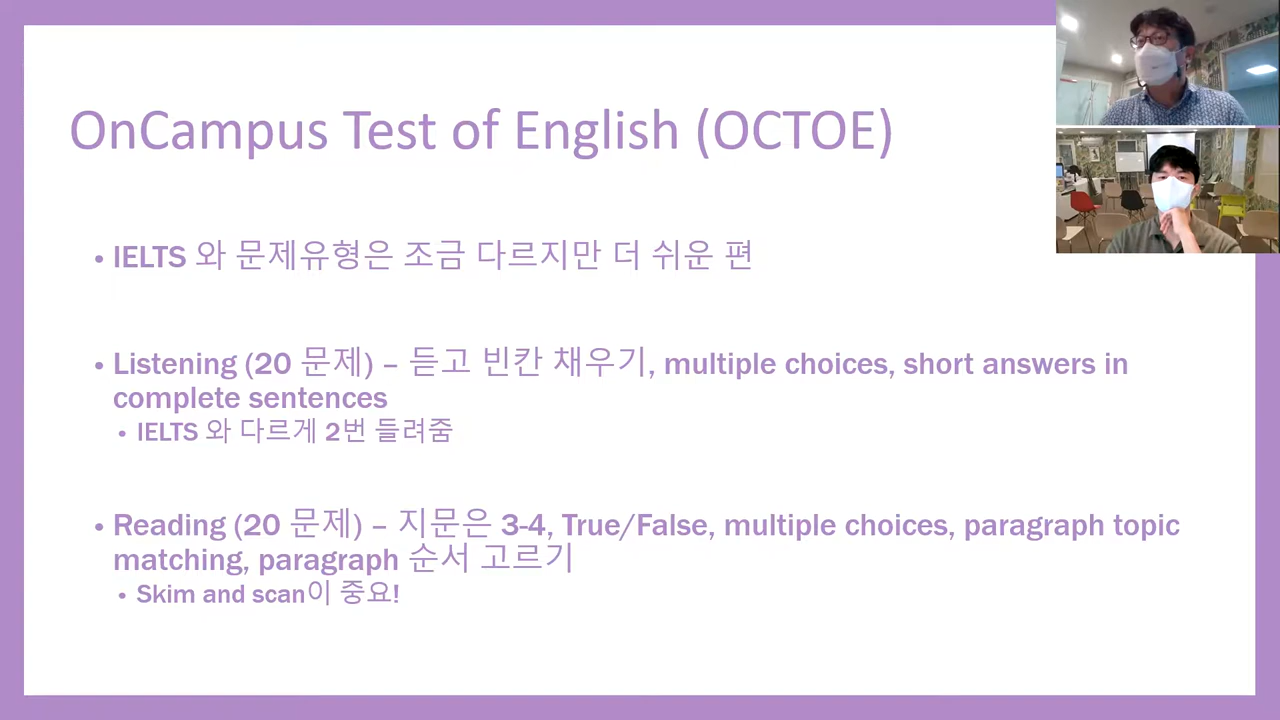 OnCampus Test of English (OCTOE)
• IELTS 와 문제유형은 조금 다르지만 더 쉬운 편
• Listening (20 문제) – 듣고 빈칸 채우기, multiple choices, short answers in
complete sentences
• IELTS 와 다르게 2번 들려줌
• Reading (20 문제) – 지문은 3-4, True/False, multiple choices, paragraph topic
matching, paragraph 순서 고르기
• Skim and scan이 중요!